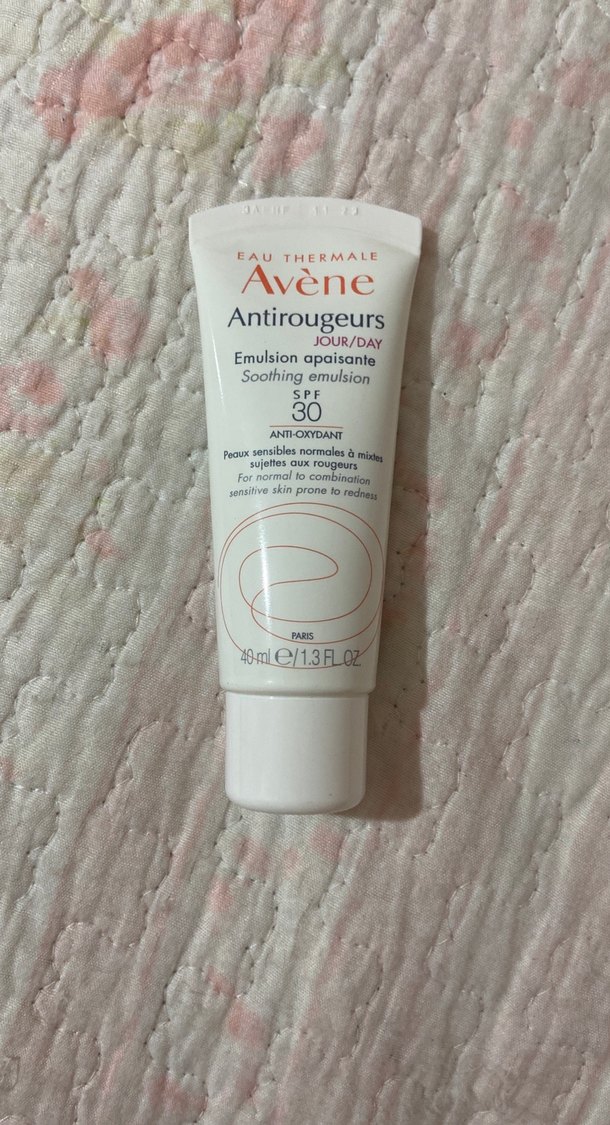 EAU THERMALE
Avène
Antirougeurs
JOUR/DAY
Emulsion apaisante
Soothing emulsion
SPF
30
ANTI-OXYDANT
Peaux sensibles normales à mixtes
sujettes aux rougeurs
For normal to combination
sensitive skin prone to redness
PARIS
40 ml ℮/1.3 FL.OZ.